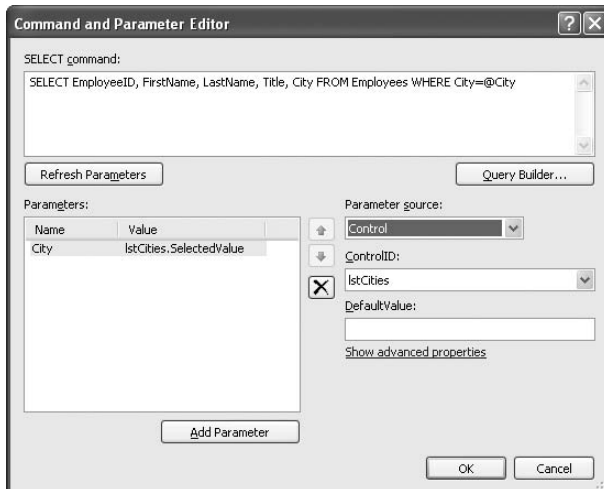 Command and Parameter Editor
SELECT command:
SELECT EmployeeID, FirstName, LastName, Title, City FROM Employees WHERE City=@City
Refresh Parameters
Query Builder...
Parameters:
Name Value
City lstCities.SelectedValue
Add Parameter
Parameter source:
Control
ControlID:
lstCities
DefaultValue:
Show advanced properties
OK Cancel